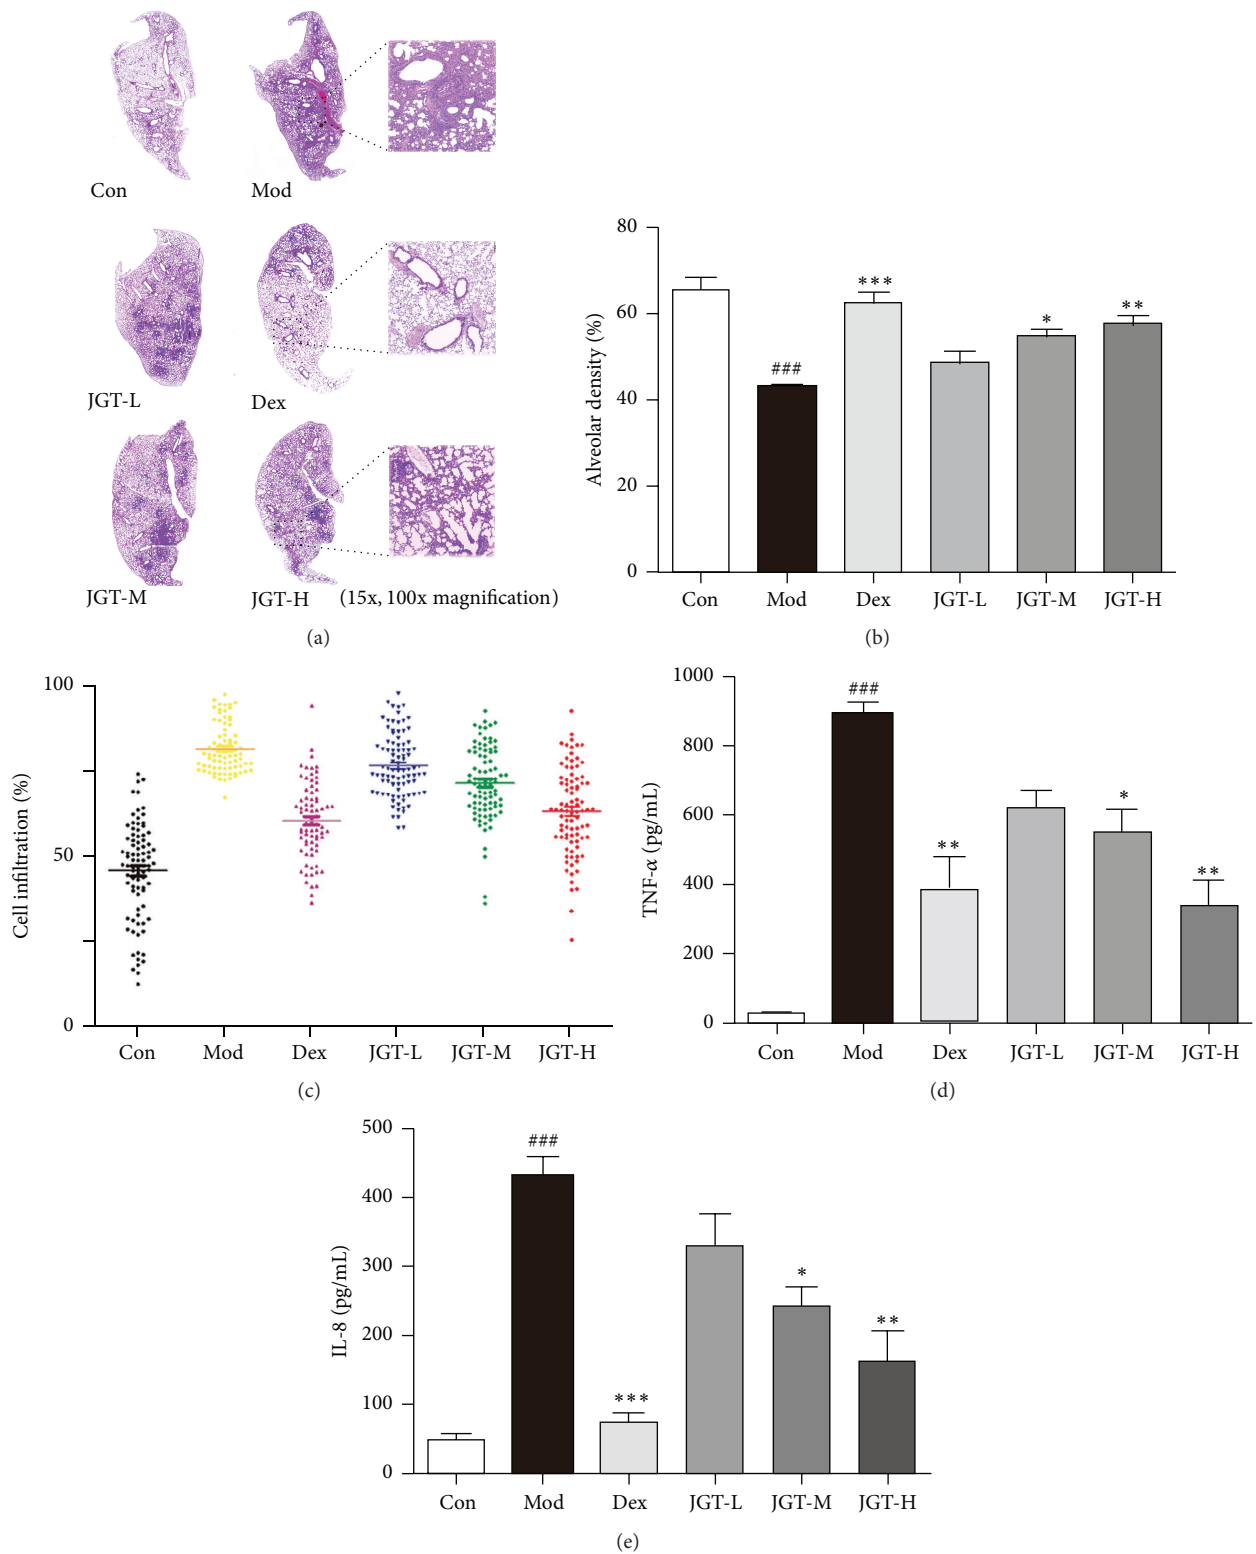 Con
Mod
JGT-L
Dex
JGT-M
JGT-H
(15x, 100x magnification)
(a)
Alveolar density (%)
80
60
40
20
0
###
***
*
**
Con
Mod
Dex
JGT-L
JGT-M
JGT-H
(b)
Cell infiltration (%)
100
50
0
Con
Mod
Dex
JGT-L
JGT-M
JGT-H
(c)
TNF-α (pg/mL)
1000
800
600
400
200
0
###
**
*
**
Con
Mod
Dex
JGT-L
JGT-M
JGT-H
(d)
IL-8 (pg/mL)
500
400
300
200
100
0
###
***
*
**
Con
Mod
Dex
JGT-L
JGT-M
JGT-H
(e)